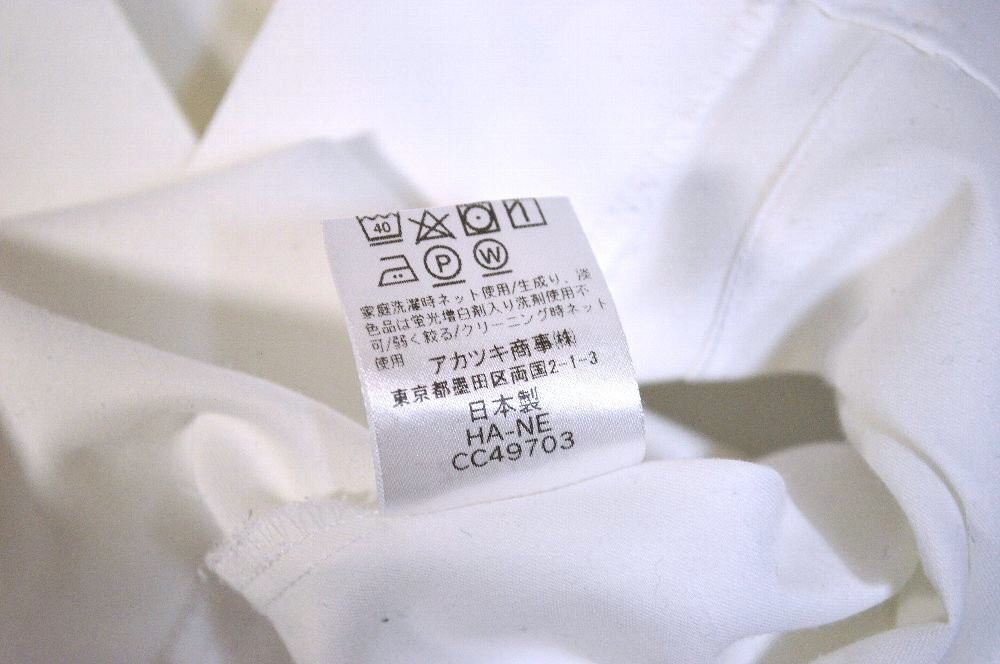 40
P W
家庭洗濯時ネット使用/生成り、淡
色品は蛍光増白剤入り洗剤使用不
可/弱く絞る/クリーニング時ネット
使用 アカツキ商事㈱
東京都墨田区両国2-1-3
日本製
HA-NE
CC49703